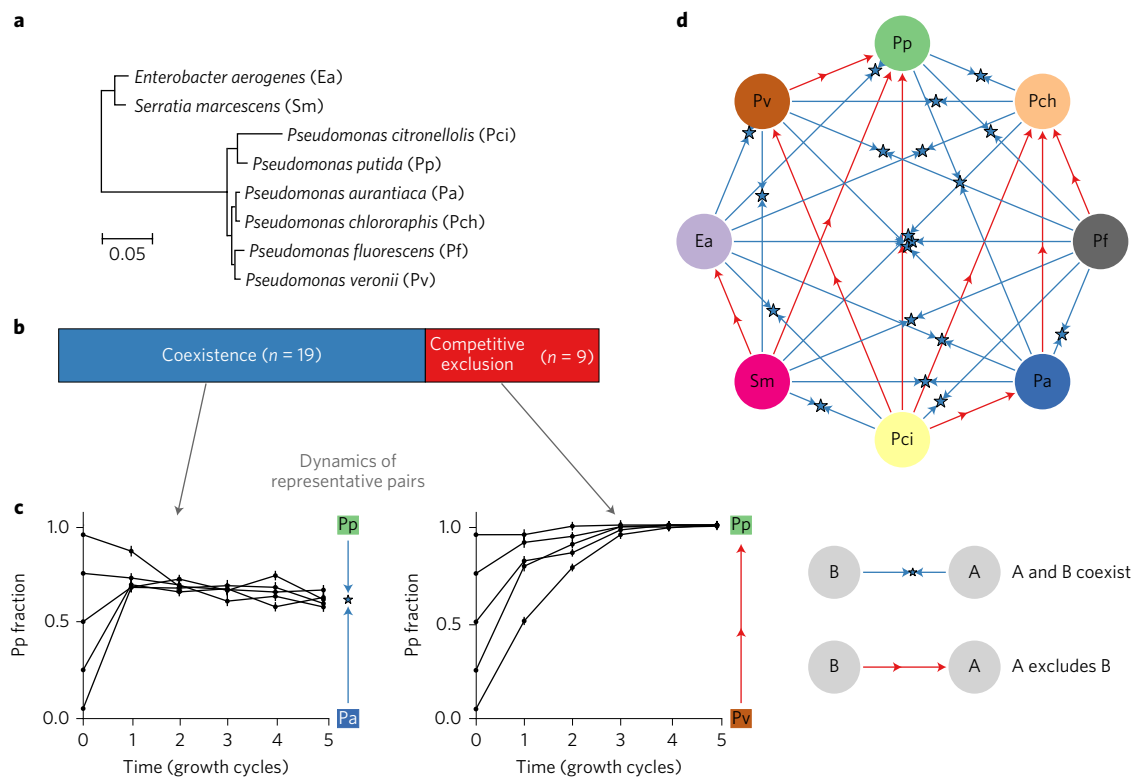 a
Enterobacter aerogenes (Ea)
Serratia marcescens (Sm)
Pseudomonas citronellolis (Pci)
Pseudomonas putida (Pp)
Pseudomonas aurantiaca (Pa)
Pseudomonas chlororaphis (Pch)
Pseudomonas fluorescens (Pf)
Pseudomonas veronii (Pv)
0.05
b
Coexistence (n = 19)
Competitive
exclusion
(n = 9)
Dynamics of
representative pairs
c
1.0
0.5
0.0
Pp fraction
0 1 2 3 4 5
Time (growth cycles)
Pp
Pa
1.0
0.5
0.0
Pp fraction
0 1 2 3 4 5
Time (growth cycles)
Pp
Pv
d
Pp
Pv
Pch
Ea
Pf
Sm
Pa
Pci
B
A
A and B coexist
B
A
A excludes B